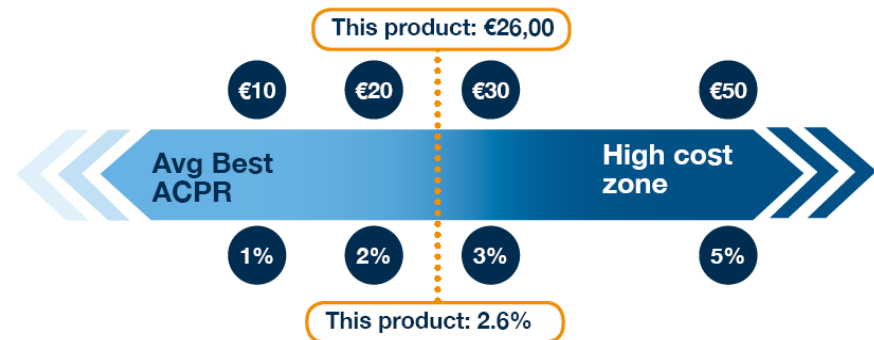 This product: €26,00
€10
€20
€30
€50
Avg Best
ACPR
High cost
zone
1%
2%
3%
5%
This product: 2.6%